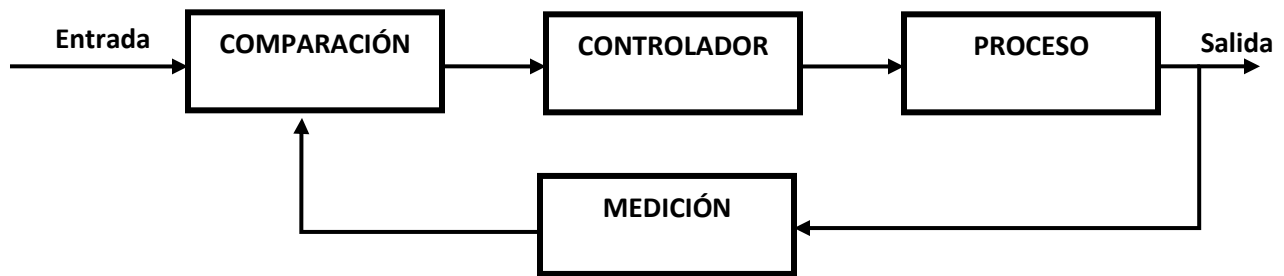 Entrada
COMPARACIÓN
CONTROLADOR
PROCESO
Salida
MEDICIÓN